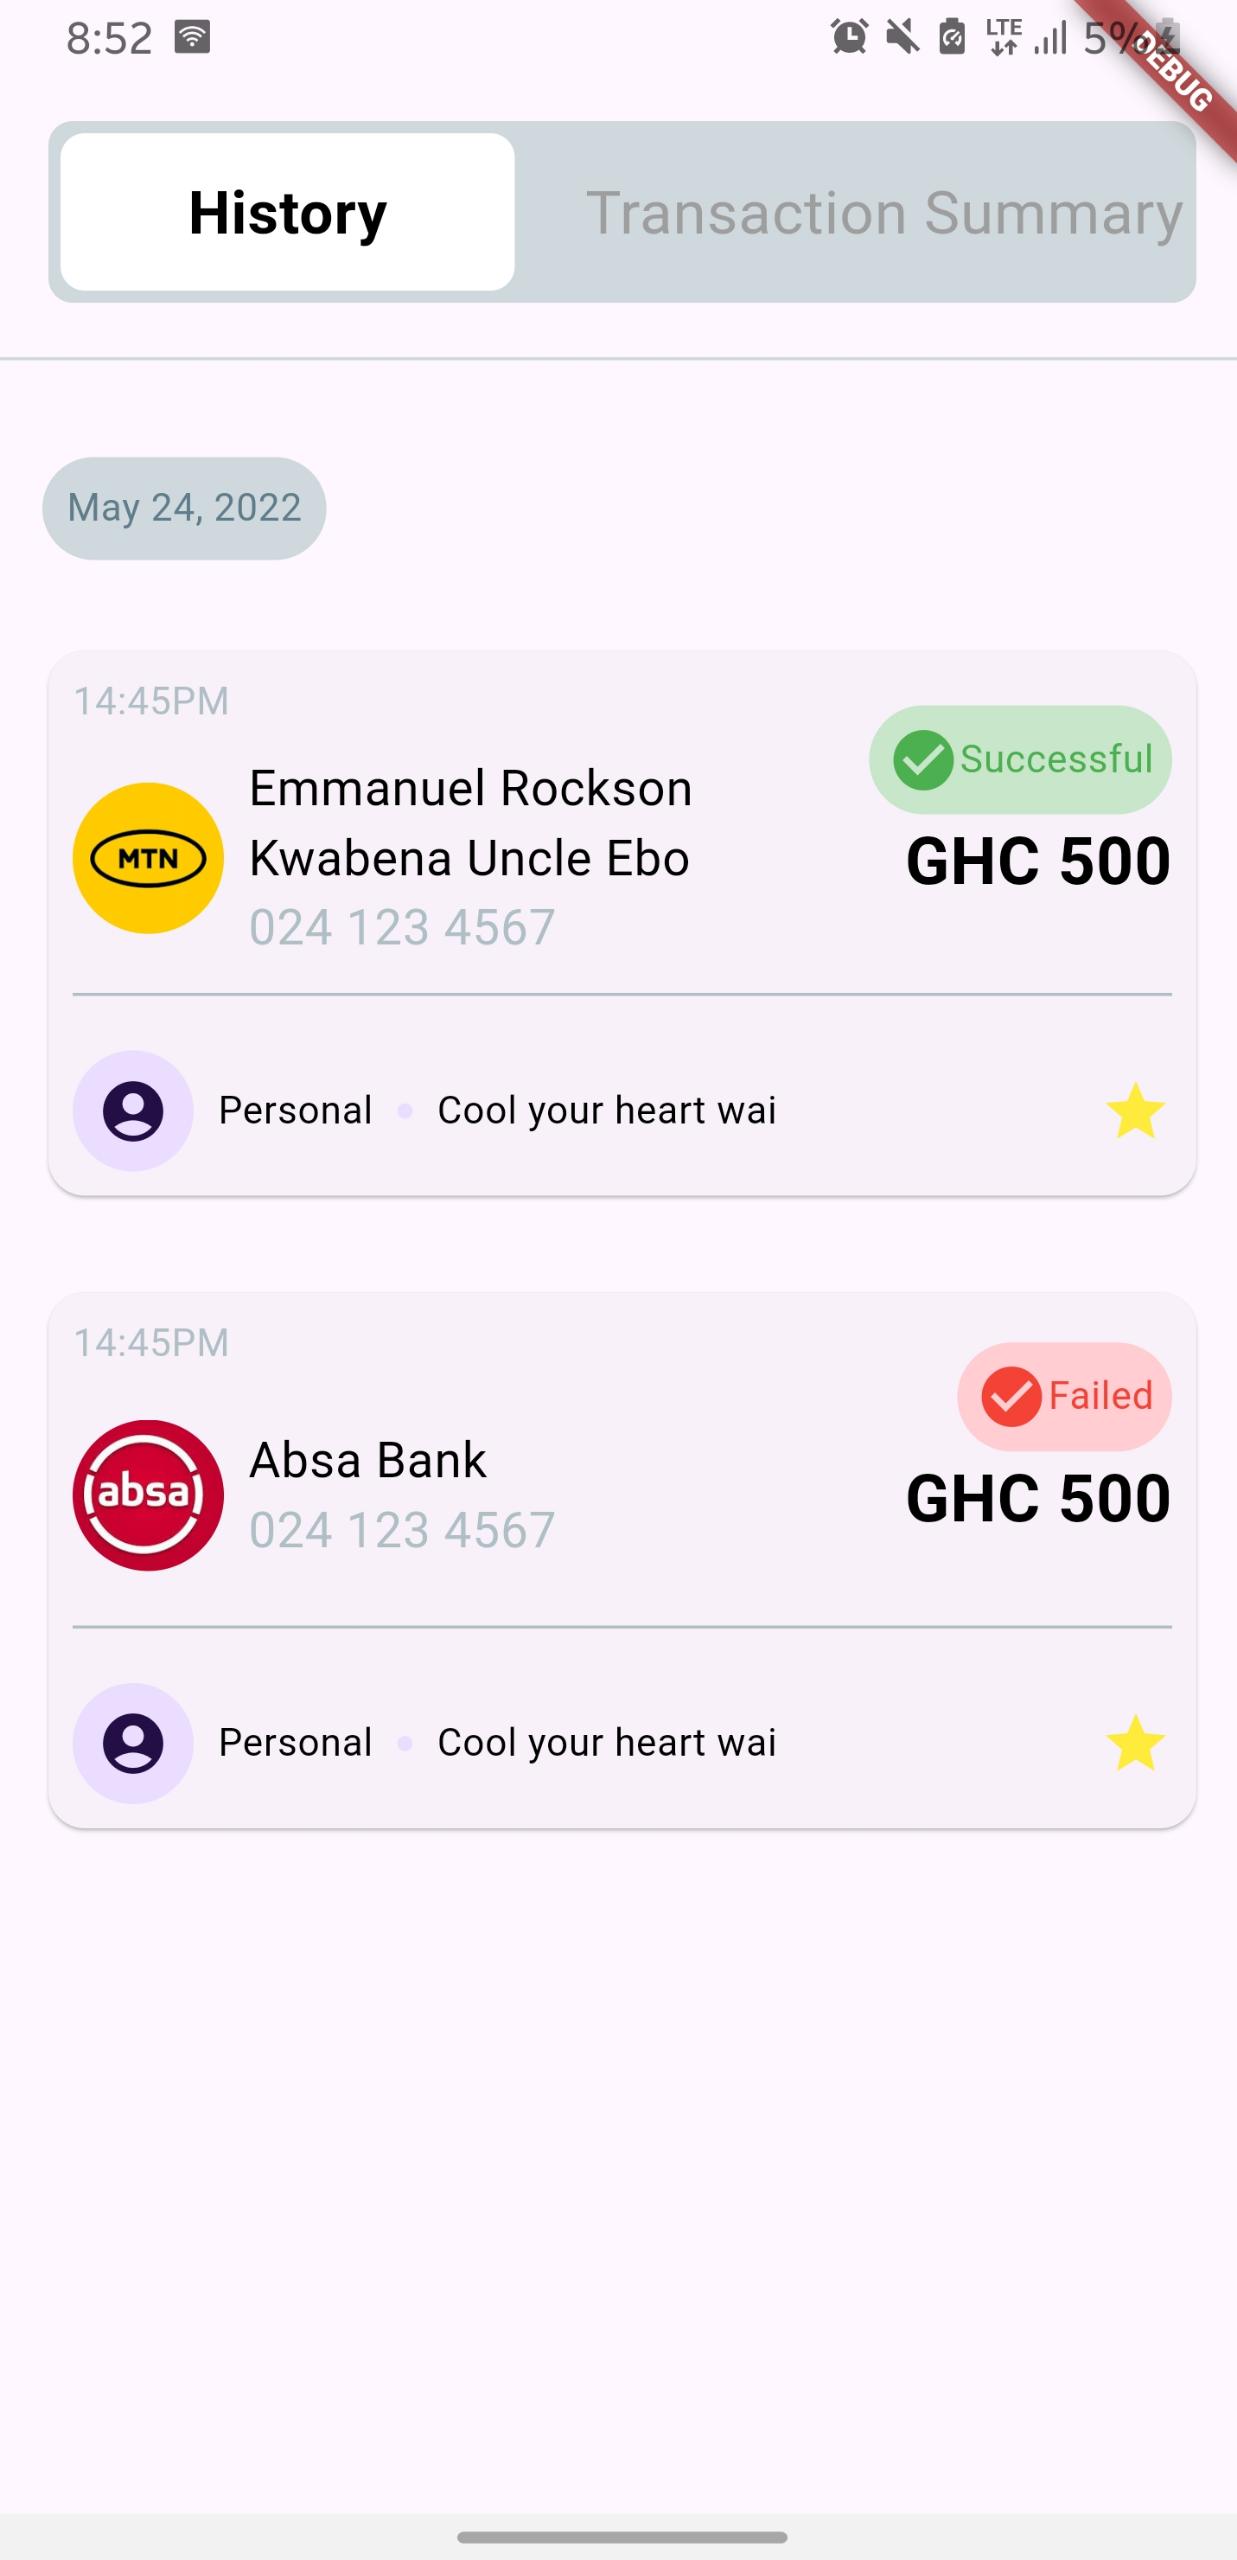 8:52
LTE
5%
DEBUG
History
Transaction Summary
May 24, 2022
14:45PM
Successful
MTN
Emmanuel Rockson
Kwabena Uncle Ebo
GHC 500
024 123 4567
Personal
Cool your heart wai
14:45PM
Failed
absa
Absa Bank
GHC 500
024 123 4567
Personal
Cool your heart wai